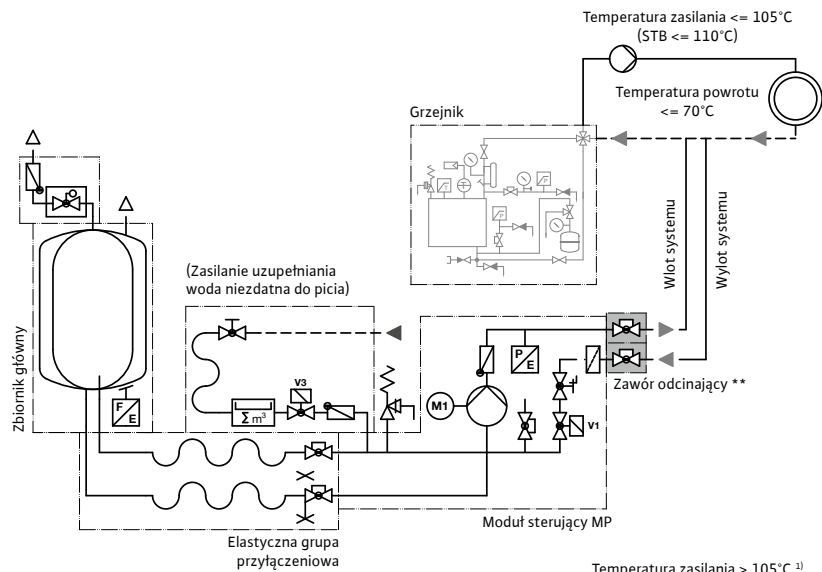 Temperatura zasilania <= 105°C
(STB <= 110°C)
Temperatura powrotu
<= 70°C
Grzejnik
Wlot systemu
Wylot systemu
(Zasilanie uzupełniania
woda niezdatna do picia)
Zbiornik główny
F
E
V3
Σ m³
M1
P
E
V1
Zawór odcinający **
Moduł sterujący MP
Elastyczna grupa
przyłączeniowa
Temperatura zasilania > 105°C ¹⁾